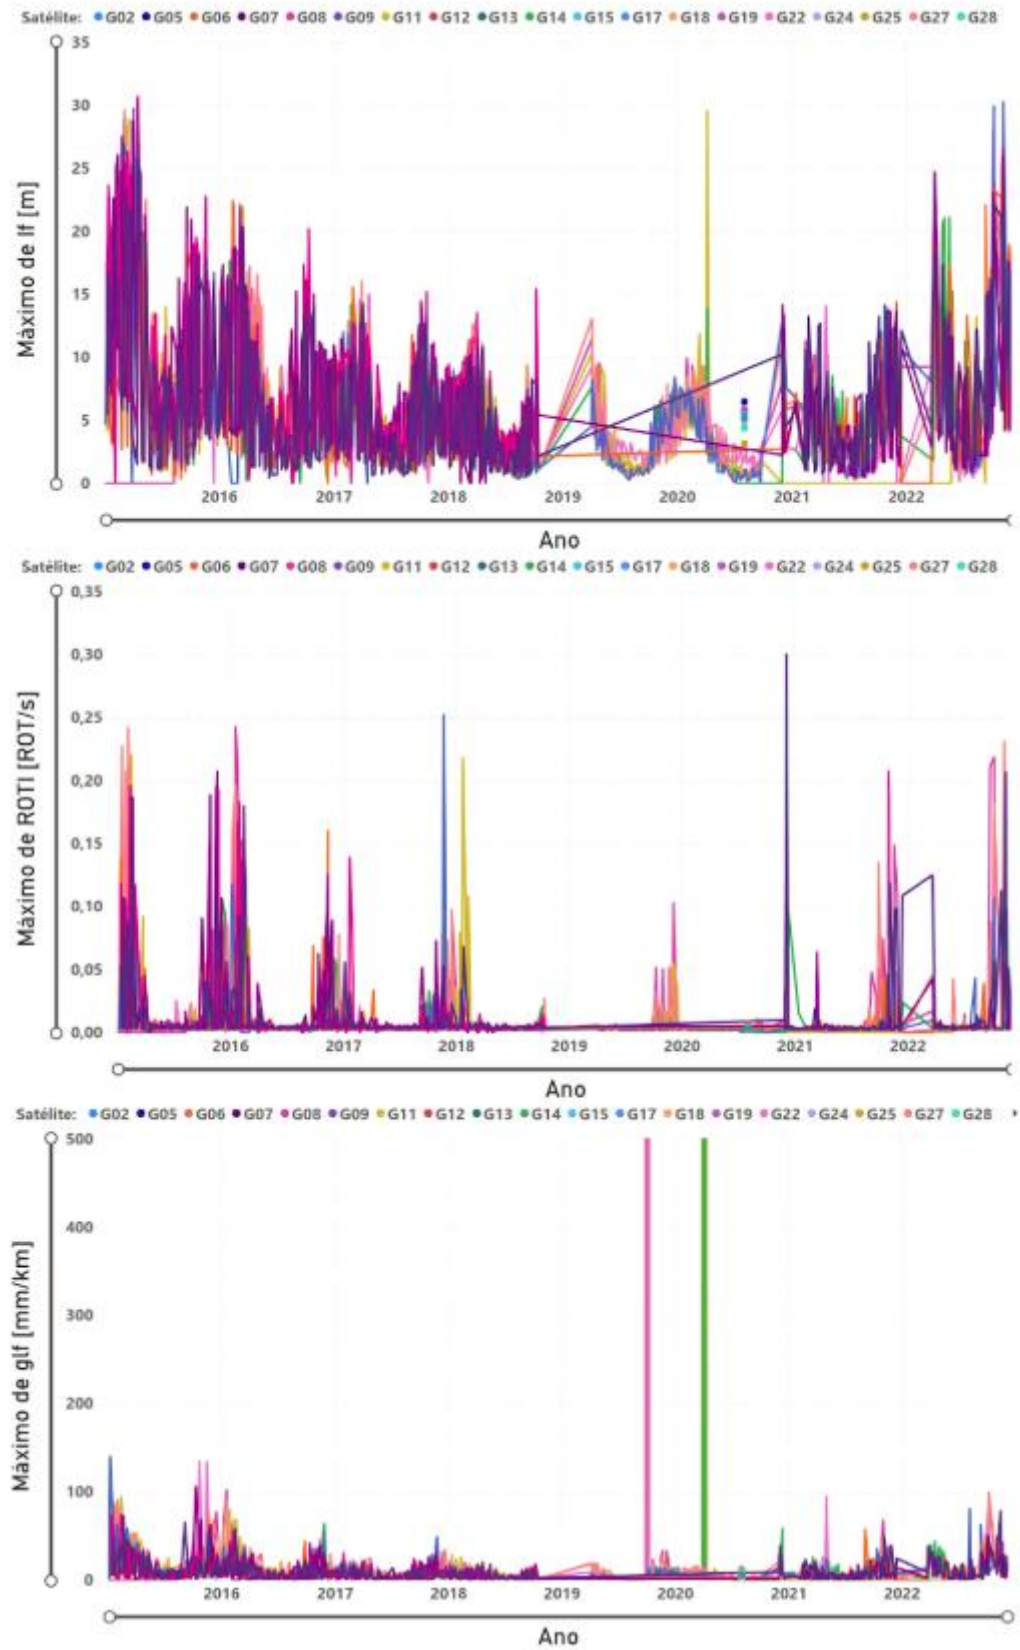 Satélite: G02 G05 G06 G07 G08 G09 G11 G12 G13 G14 G15 G17 G18 G19 G22 G24 G25 G27 G28
35
30
25
20
15
10
5
0
Máximo de If [m]
2016 2017 2018 2019 2020 2021 2022
Ano
Satélite: G02 G05 G06 G07 G08 G09 G11 G12 G13 G14 G15 G17 G18 G19 G22 G24 G25 G27 G28
0,35
0,30
0,25
0,20
0,15
0,10
0,05
0,00
Máximo de ROTI [ROT/s]
2016 2017 2018 2019 2020 2021 2022
Ano
Satélite: G02 G05 G06 G07 G08 G09 G11 G12 G13 G14 G15 G17 G18 G19 G22 G24 G25 G27 G28
500
400
300
200
100
0
Máximo de glf [mm/km]
2016 2017 2018 2019 2020 2021 2022
Ano